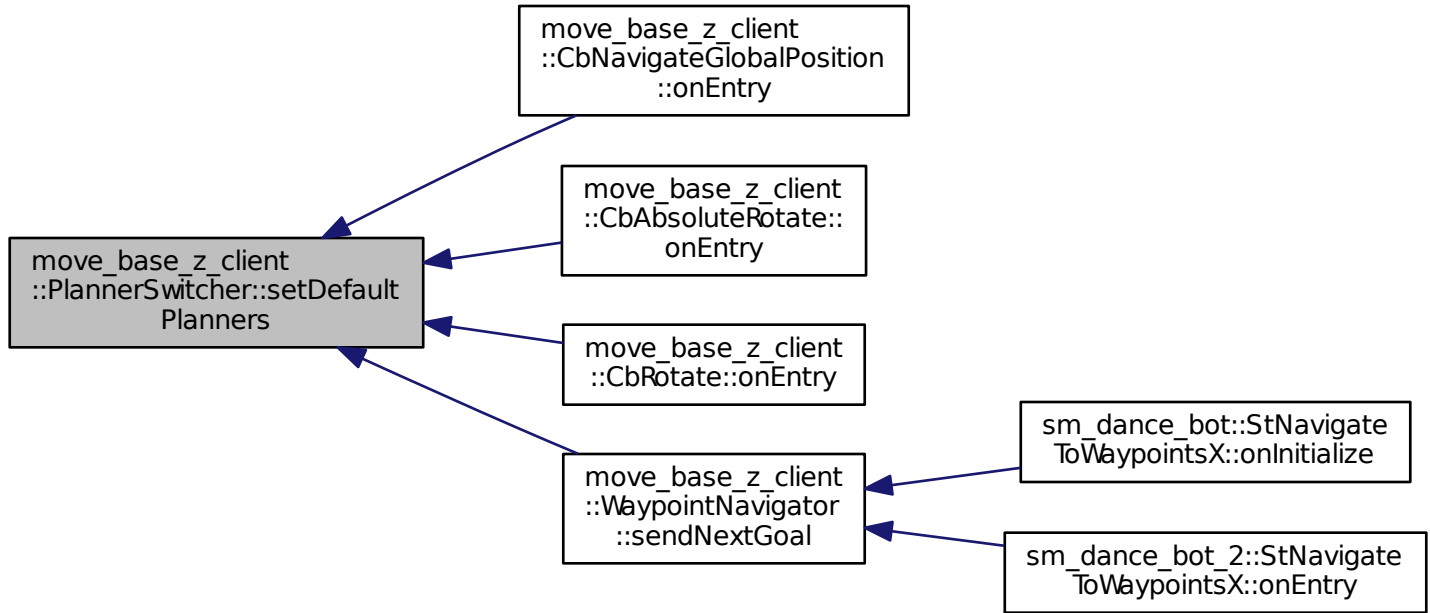 move_base_z_client
::CbNavigateGlobalPosition
::onEntry
move_base_z_client
::CbAbsoluteRotate::
onEntry
move_base_z_client
::PlannerSwitcher::setDefault
Planners
move_base_z_client
::CbRotate::onEntry
move_base_z_client
::WaypointNavigator
::sendNextGoal
sm_dance_bot::StNavigate
ToWaypointsX::onInitialize
sm_dance_bot_2::StNavigate
ToWaypointsX::onEntry